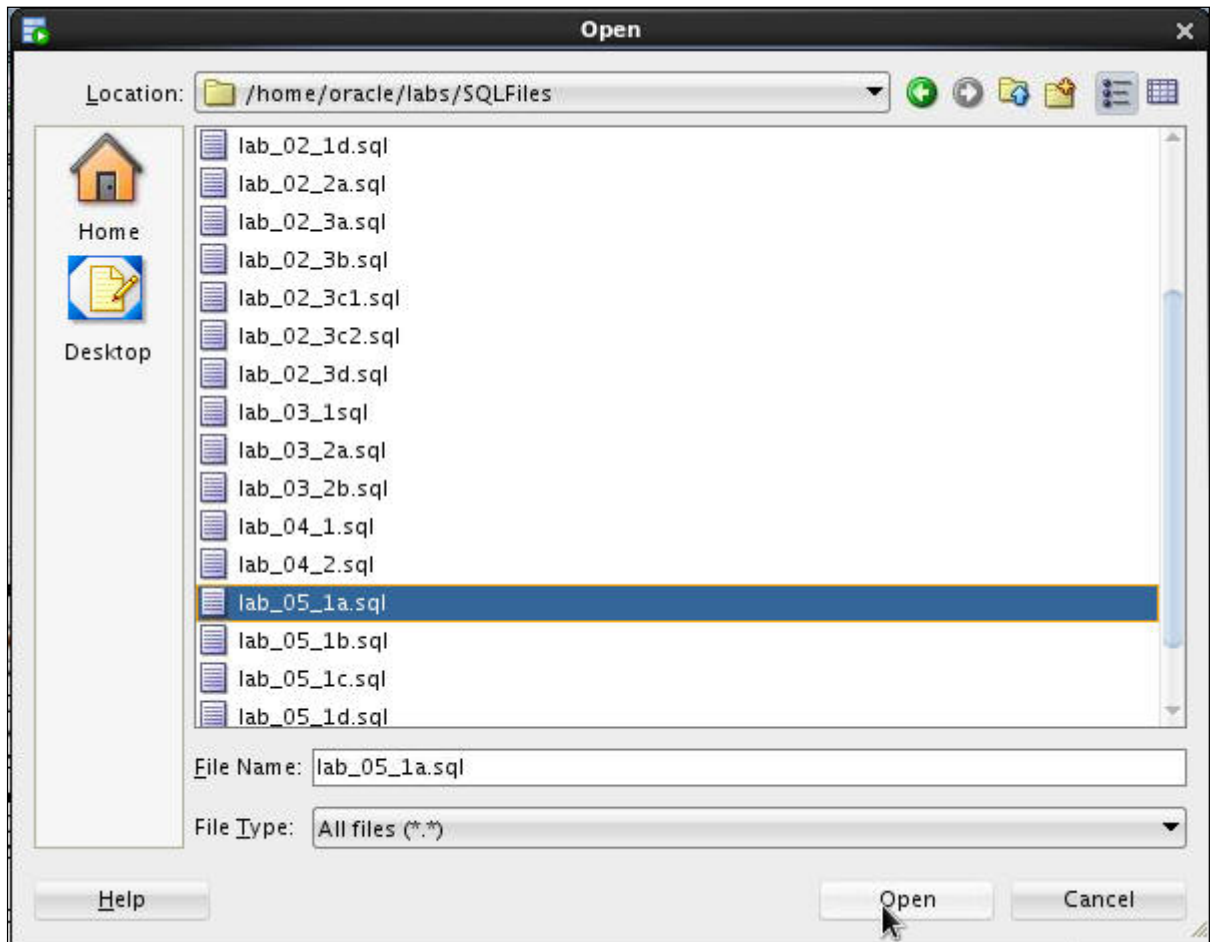 Open
Location: /home/oracle/labs/SQLFiles
Home
Desktop
lab_02_1d.sql
lab_02_2a.sql
lab_02_3a.sql
lab_02_3b.sql
lab_02_3c1.sql
lab_02_3c2.sql
lab_02_3d.sql
lab_03_1sql
lab_03_2a.sql
lab_03_2b.sql
lab_04_1.sql
lab_04_2.sql
lab_05_1a.sql
lab_05_1b.sql
lab_05_1c.sql
lab_05_1d.sql
File Name: lab_05_1a.sql
File Type: All files (*.*)
Help Open Cancel